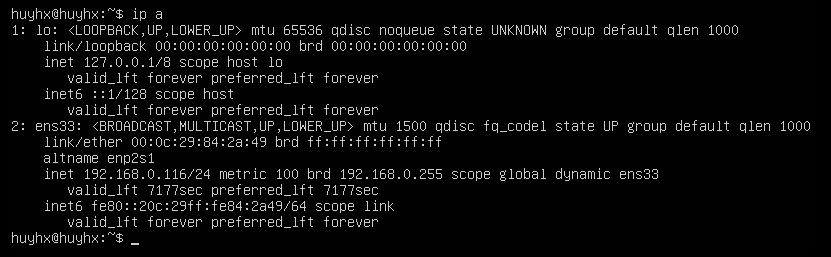 huyhx@huyhx:~$ ip a
1: lo: <LOOPBACK,UP,LOWER_UP> mtu 65536 qdisc noqueue state UNKNOWN group default qlen 1000
    link/loopback 00:00:00:00:00:00 brd 00:00:00:00:00:00
    inet 127.0.0.1/8 scope host lo
       valid_lft forever preferred_lft forever
    inet6 ::1/128 scope host
       valid_lft forever preferred_lft forever
2: ens33: <BROADCAST,MULTICAST,UP,LOWER_UP> mtu 1500 qdisc fq_codel state UP group default qlen 1000
    link/ether 00:0c:29:84:2a:49 brd ff:ff:ff:ff:ff:ff
    altname enp2s1
    inet 192.168.0.116/24 metric 100 brd 192.168.0.255 scope global dynamic ens33
       valid_lft 7177sec preferred_lft 7177sec
    inet6 fe80::20c:29ff:fe84:2a49/64 scope link
       valid_lft forever preferred_lft forever
huyhx@huyhx:~$ _